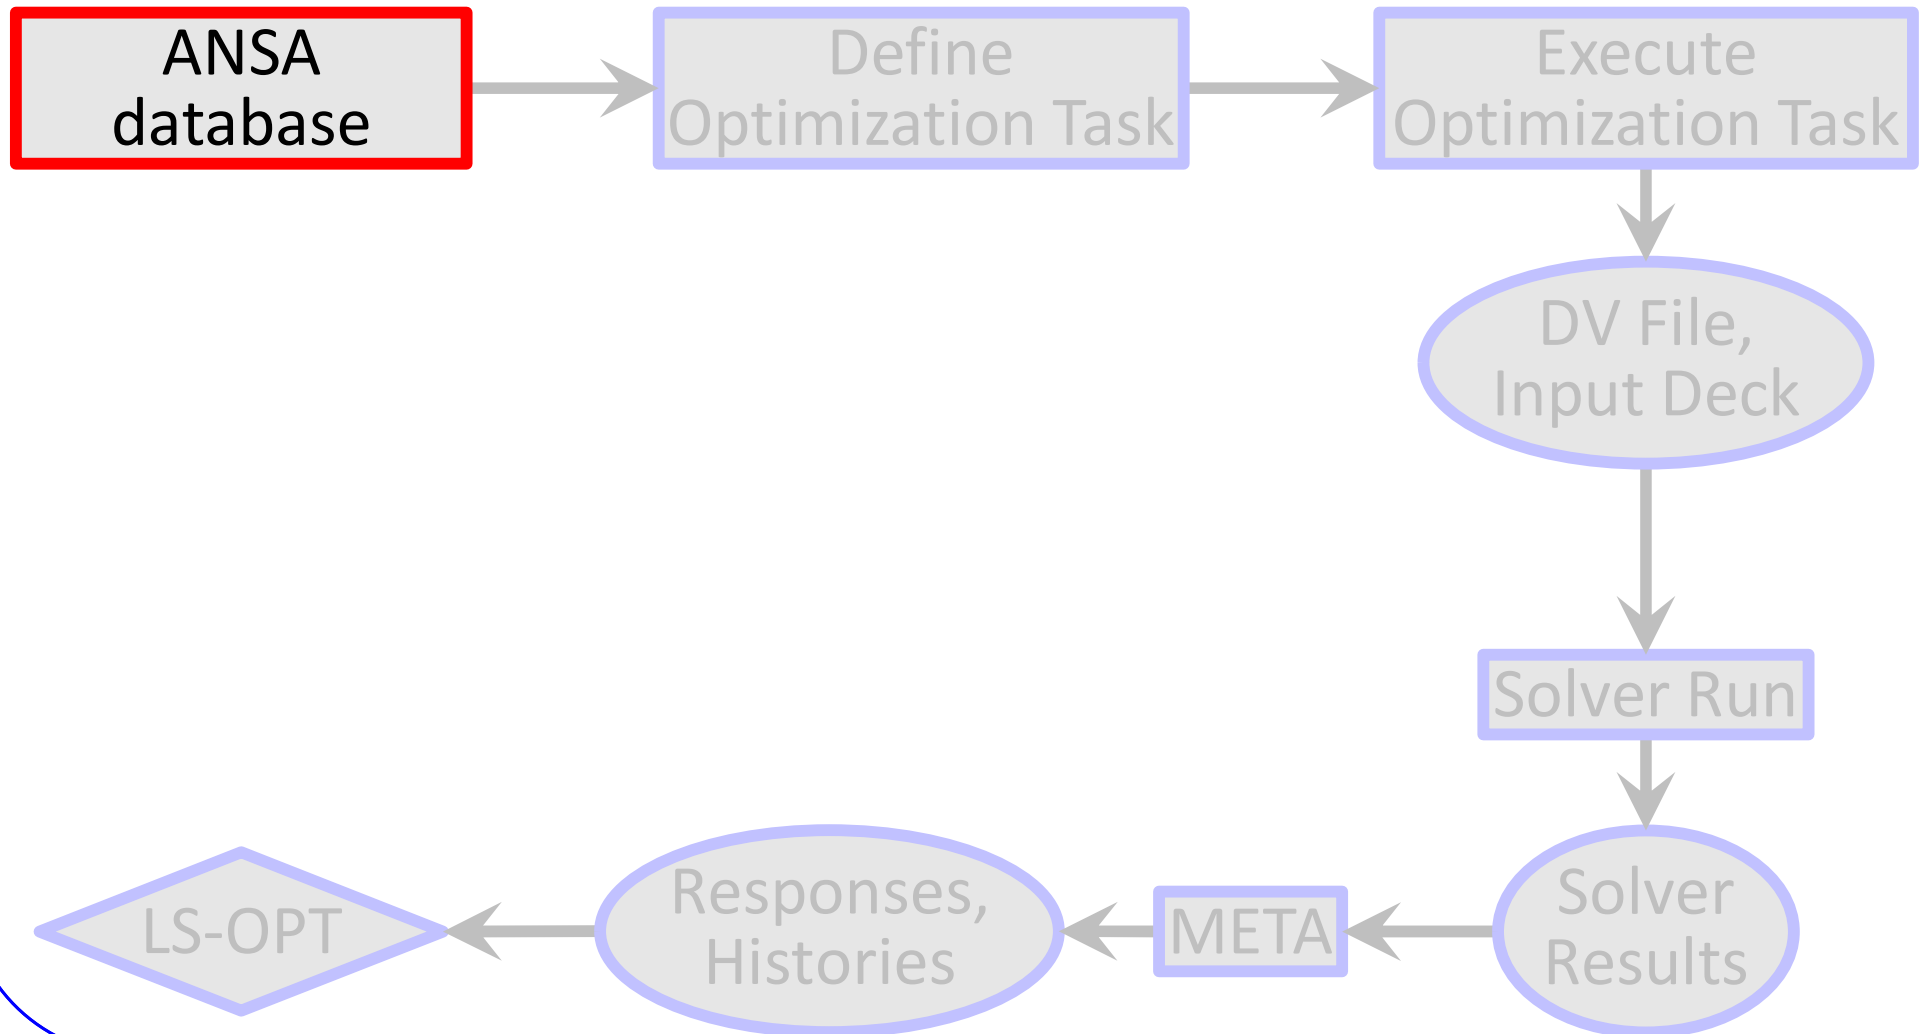 ANSA
database
Define
Optimization Task
Execute
Optimization Task
DV File,
Input Deck
Solver Run
Solver
Results
META
Responses,
Histories
LS-OPT